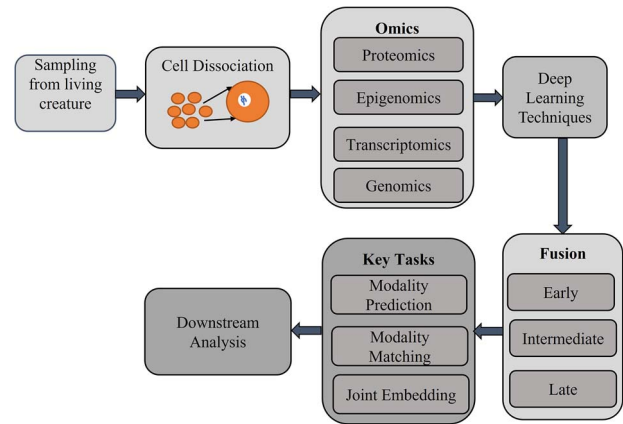 Sampling
from living
creature
Cell Dissociation
Omics
Proteomics
Epigenomics
Transcriptomics
Genomics
Deep
Learning
Techniques
Fusion
Early
Intermediate
Late
Key Tasks
Modality
Prediction
Modality
Matching
Joint Embedding
Downstream
Analysis